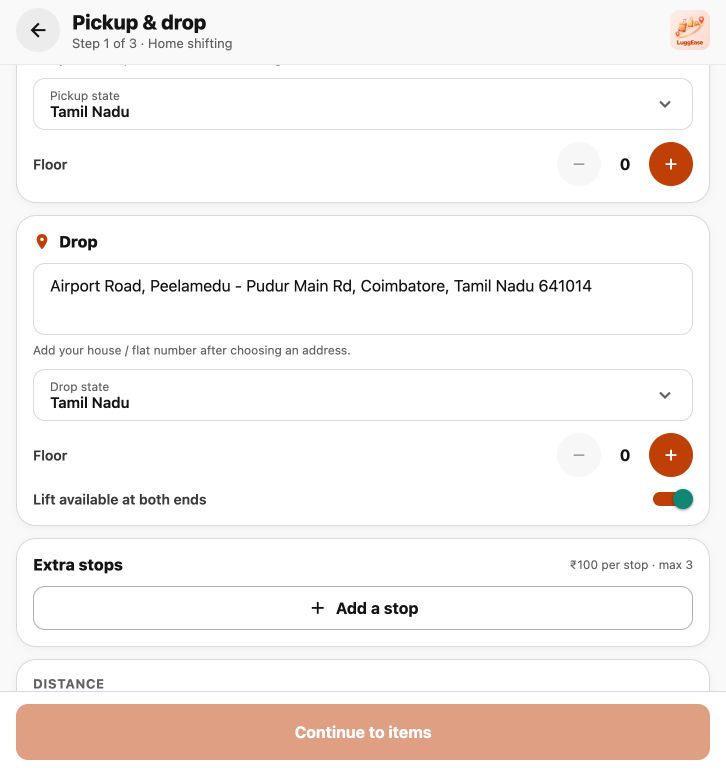 Pickup & drop
Step 1 of 3 · Home shifting
LuggEase
Pickup state
Tamil Nadu
Floor
− 0 +
Drop
Airport Road, Peelamedu - Pudur Main Rd, Coimbatore, Tamil Nadu 641014
Add your house / flat number after choosing an address.
Drop state
Tamil Nadu
Floor
− 0 +
Lift available at both ends
Extra stops
₹100 per stop · max 3
+ Add a stop
DISTANCE
Continue to items